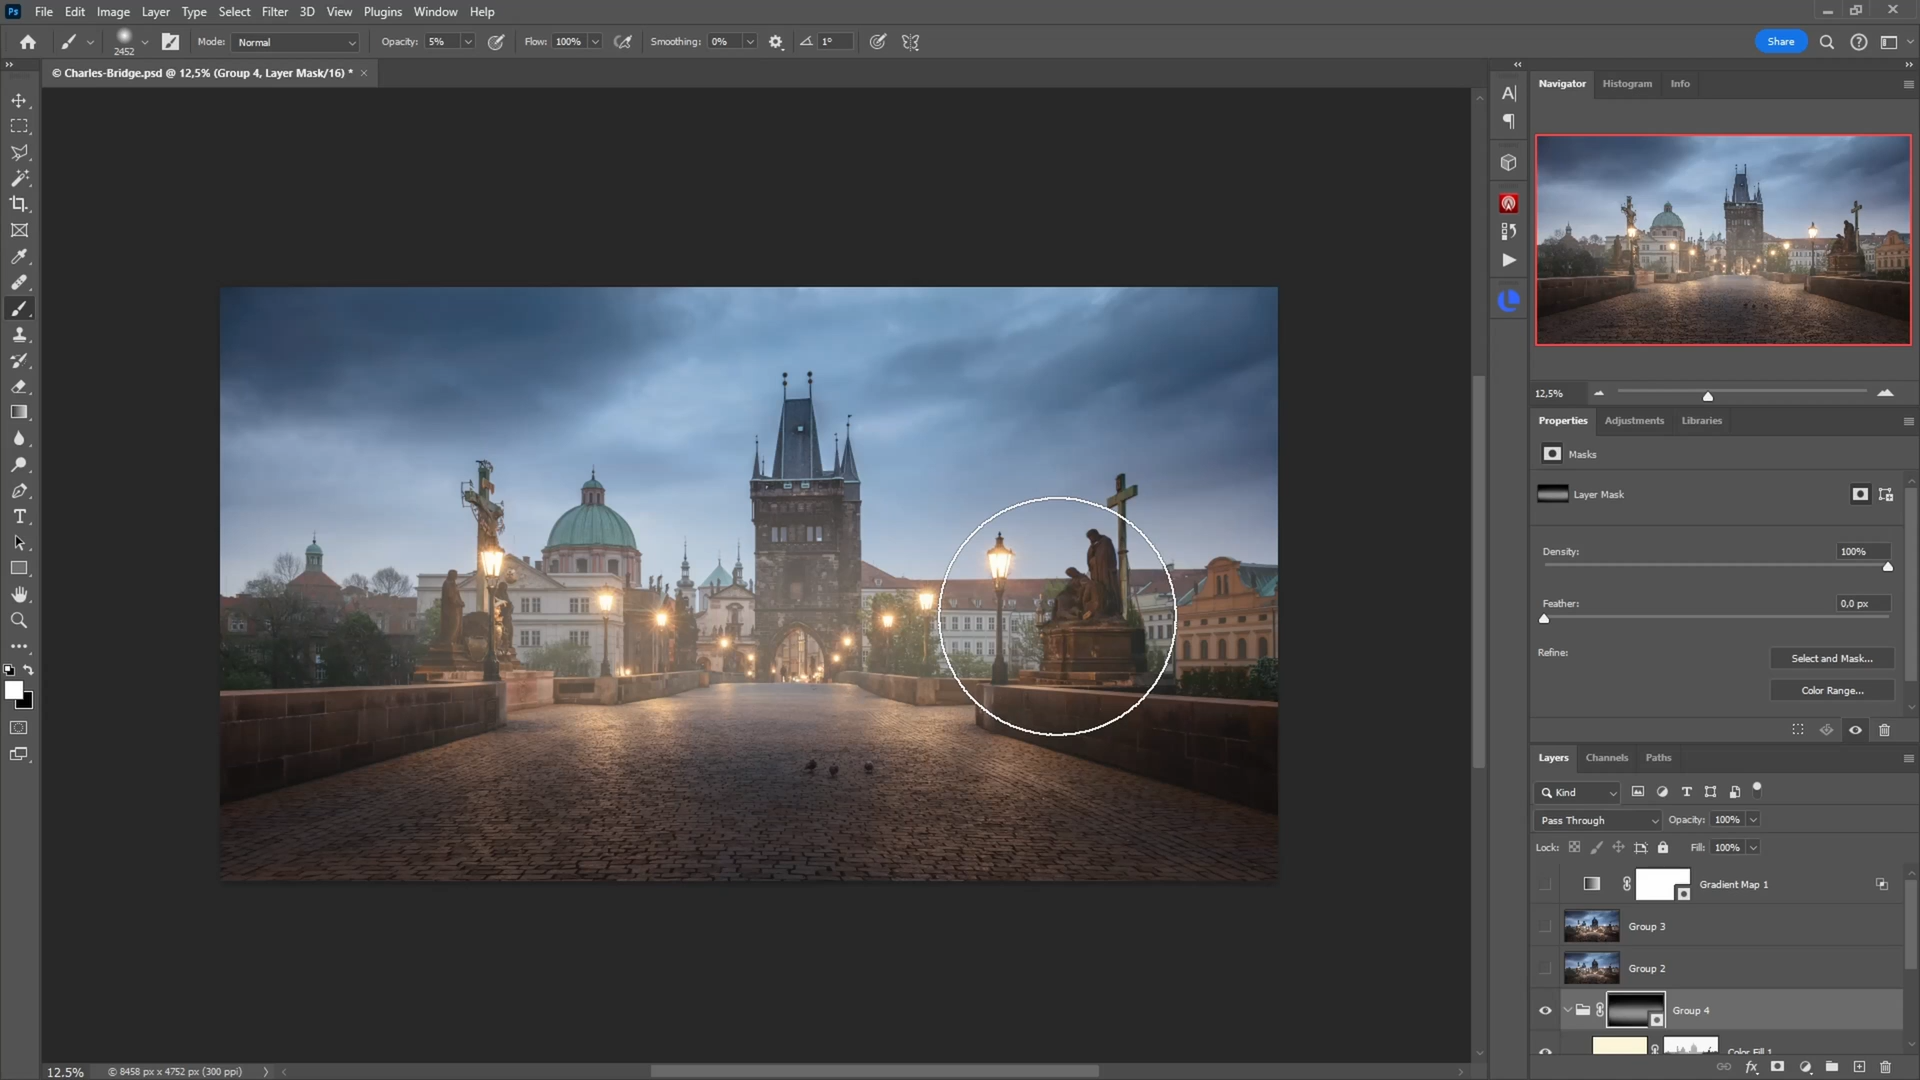 Ps File Edit Image Layer Type Select Filter 3D View Plugins Window Help
2452 Mode: Normal Opacity: 5% Flow: 100% Smoothing: 0% 1° Share
© Charles-Bridge.psd @ 12,5% (Group 4, Layer Mask/16) * ×
Navigator Histogram Info
12,5%
Properties Adjustments Libraries
Masks
Layer Mask
Density: 100%
Feather: 0,0 px
Refine:
Select and Mask...
Color Range...
Layers Channels Paths
Kind
Pass Through Opacity: 100%
Lock: Fill: 100%
Gradient Map 1
Group 3
Group 2
Group 4
Color Fill 1
12.5% © 8458 px x 4752 px (300 ppi)